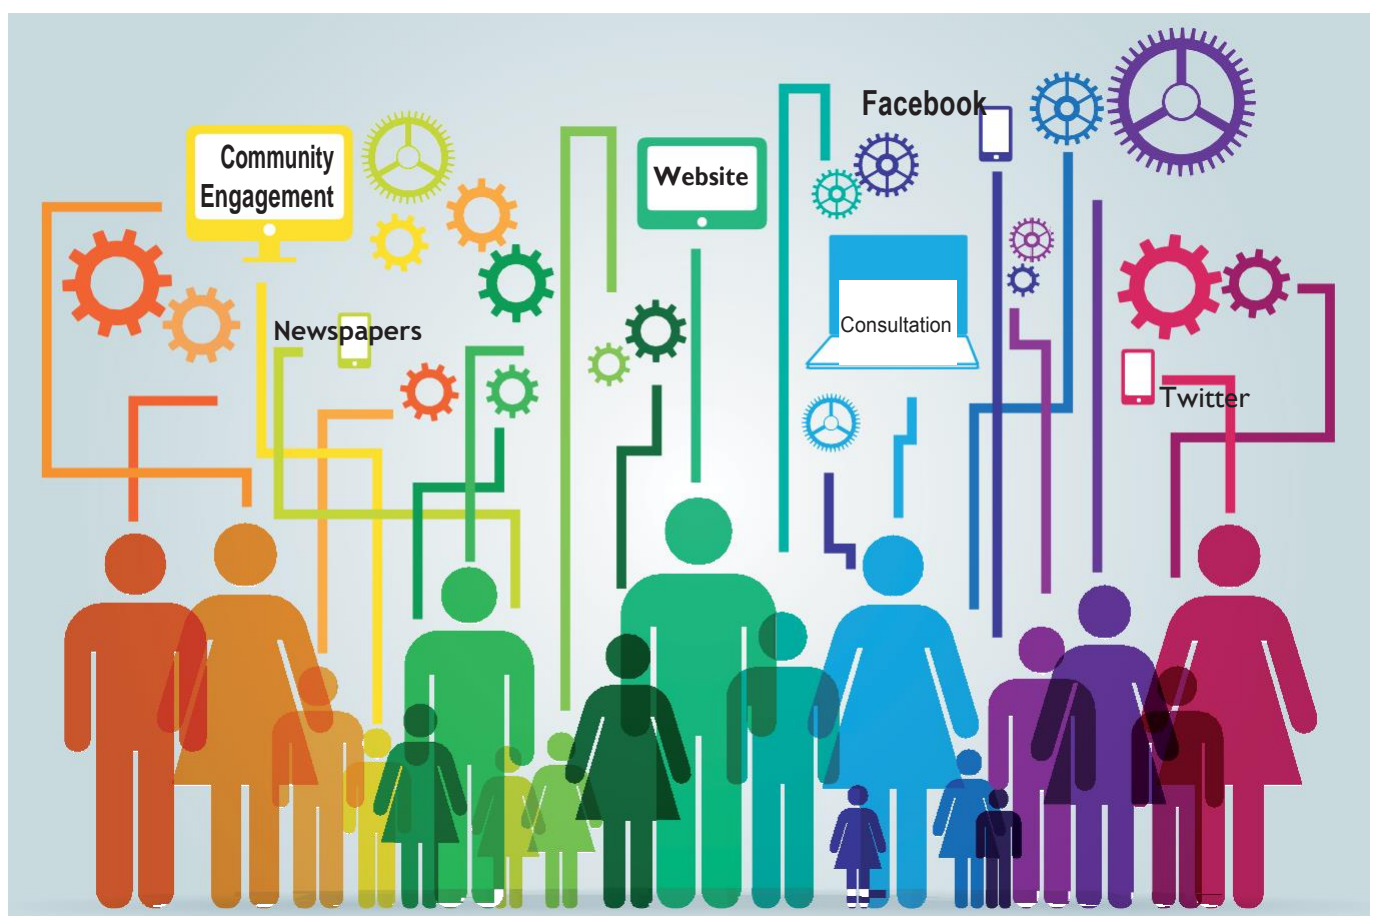 Facebook
Community
Engagement
Website
Newspapers
Consultation
Twitter